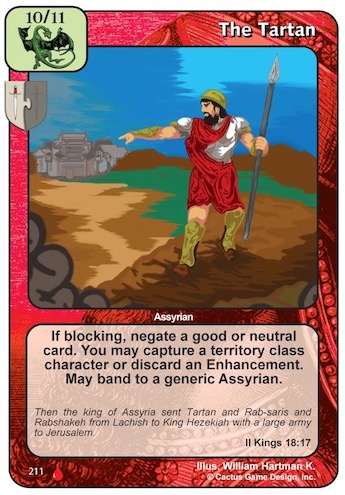 10/11
The Tartan
Assyrian
If blocking, negate a good or neutral
card. You may capture a territory class
character or discard an Enhancement.
May band to a generic Assyrian.
Then the king of Assyria sent Tartan and Rab-saris and
Rabshakeh from Lachish to King Hezekiah with a large army
to Jerusalem.
II Kings 18:17
211
Illus. William Hartman K.
© Cactus Game Design, Inc.